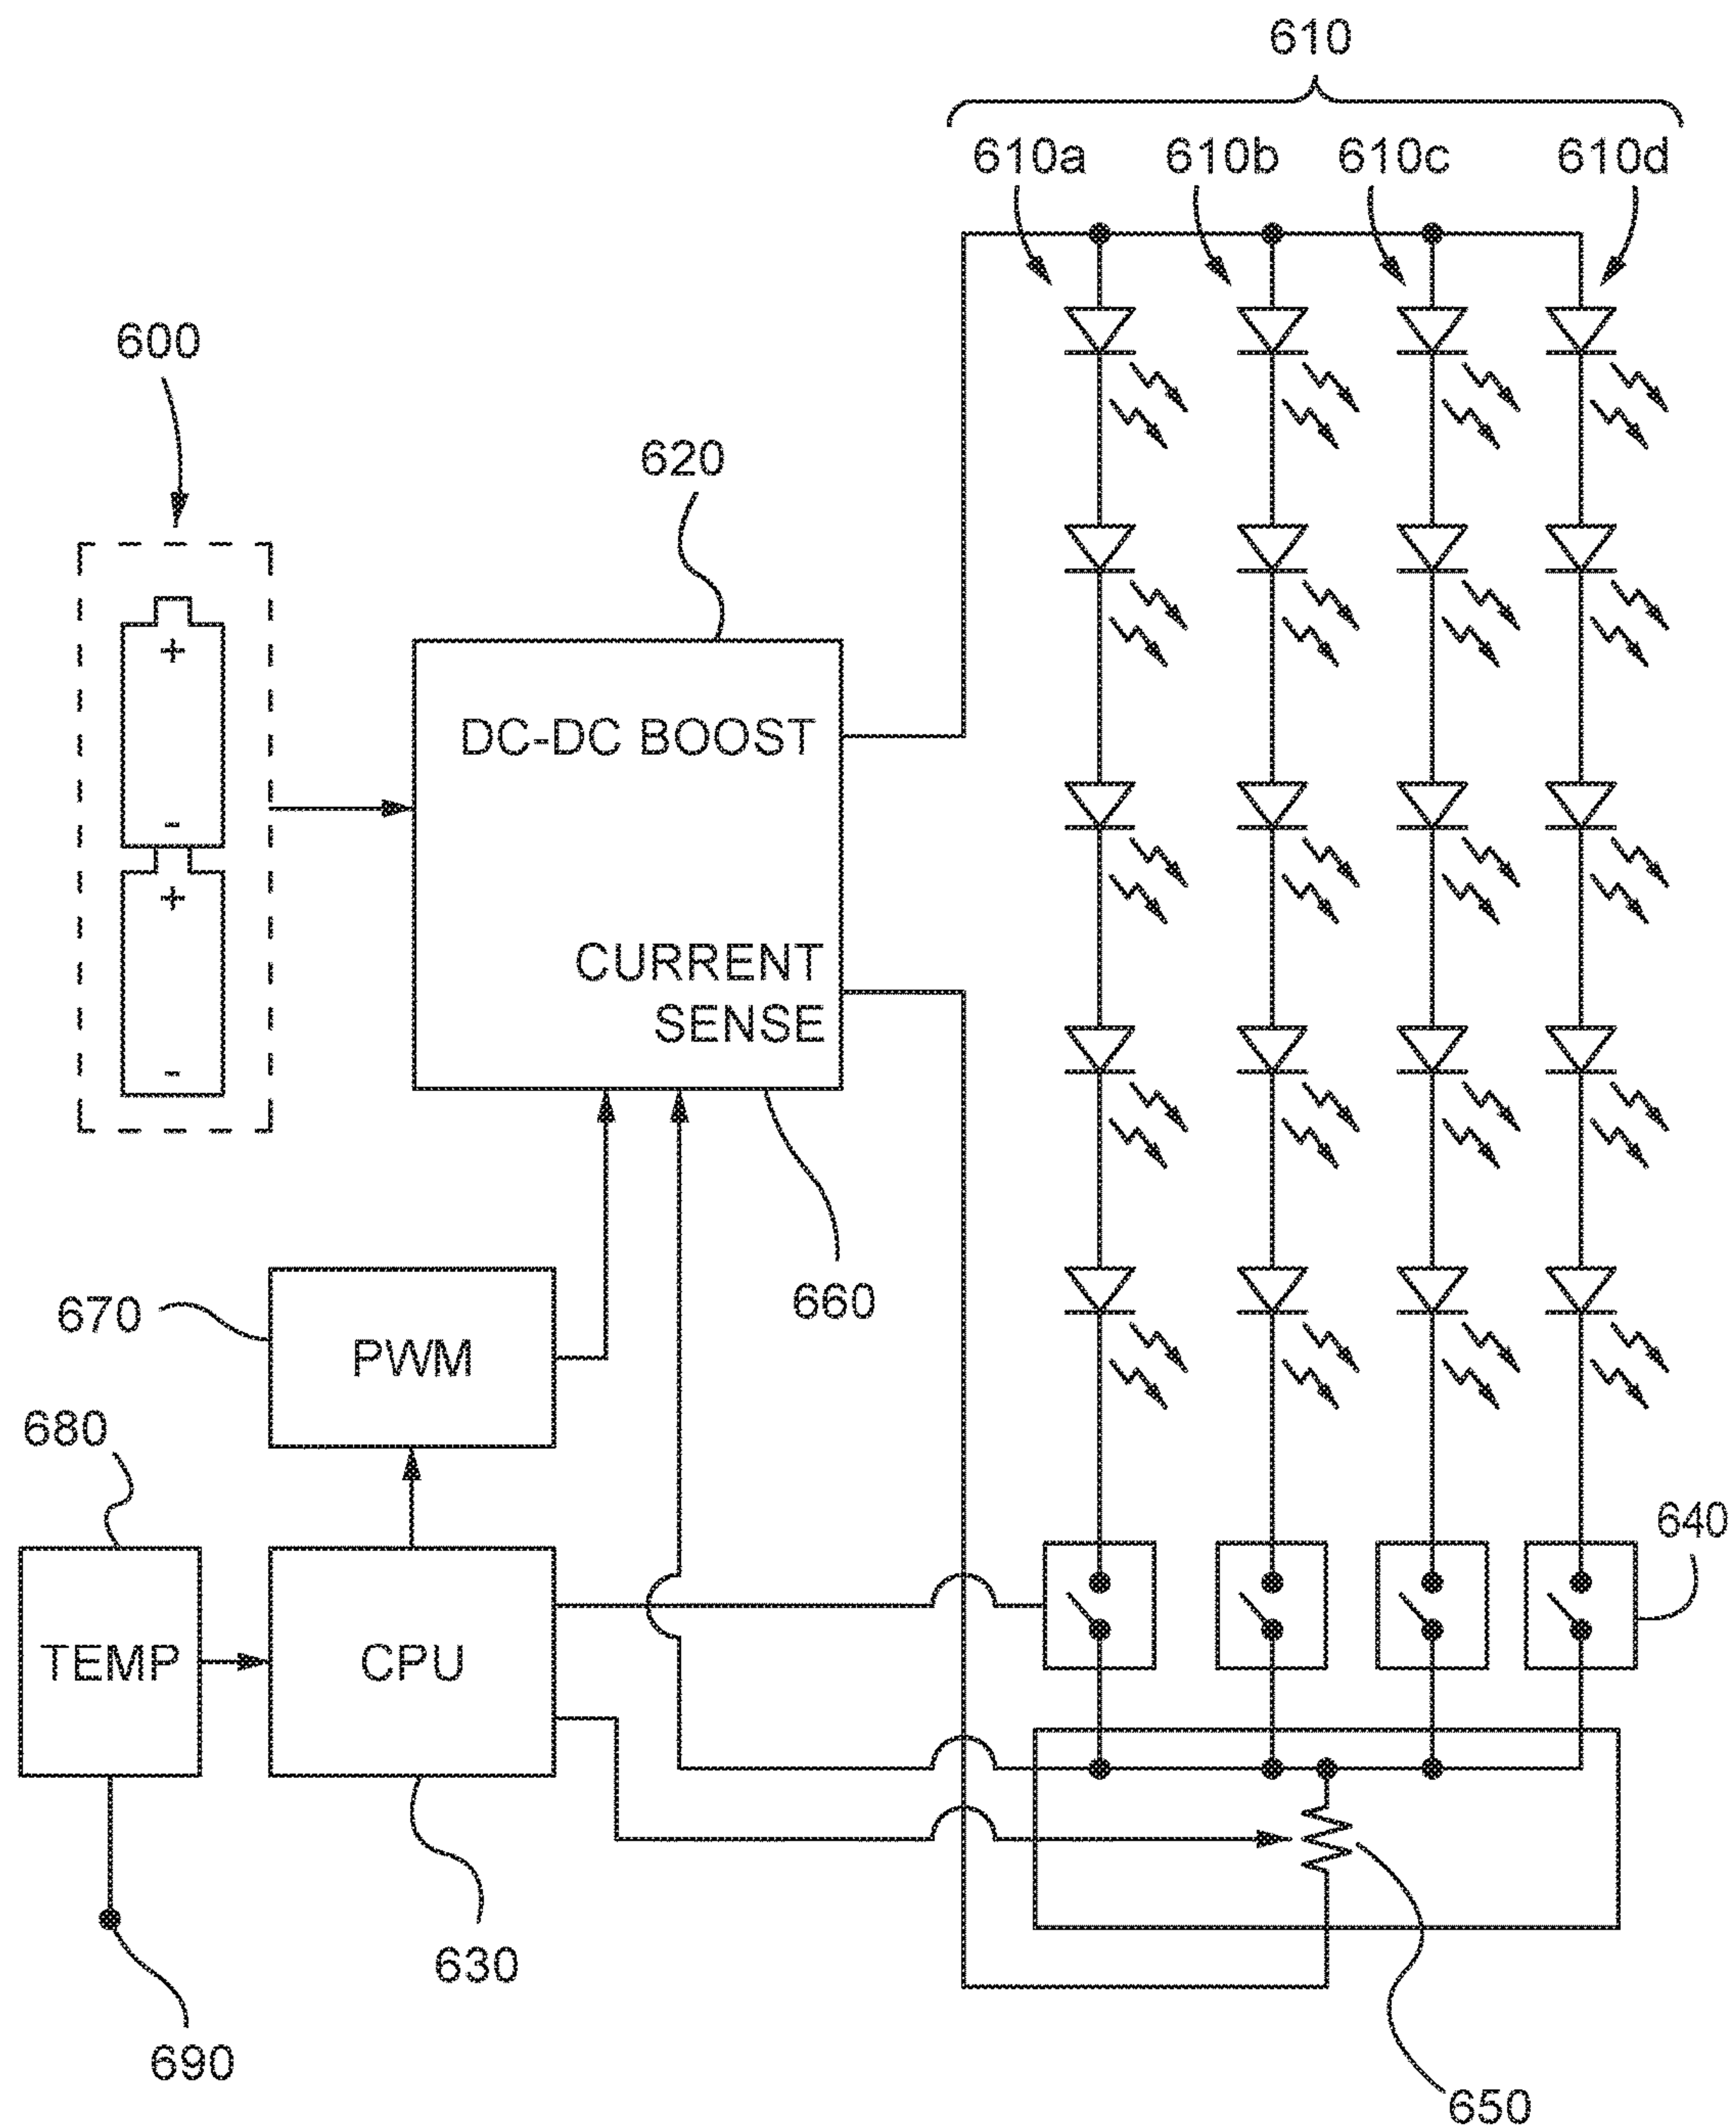 610
610a 610b 610c 610d
600
620
+
-
+
-
DC-DC BOOST
CURRENT
SENSE
660
670
PWM
680
640
TEMP
CPU
630
690
650